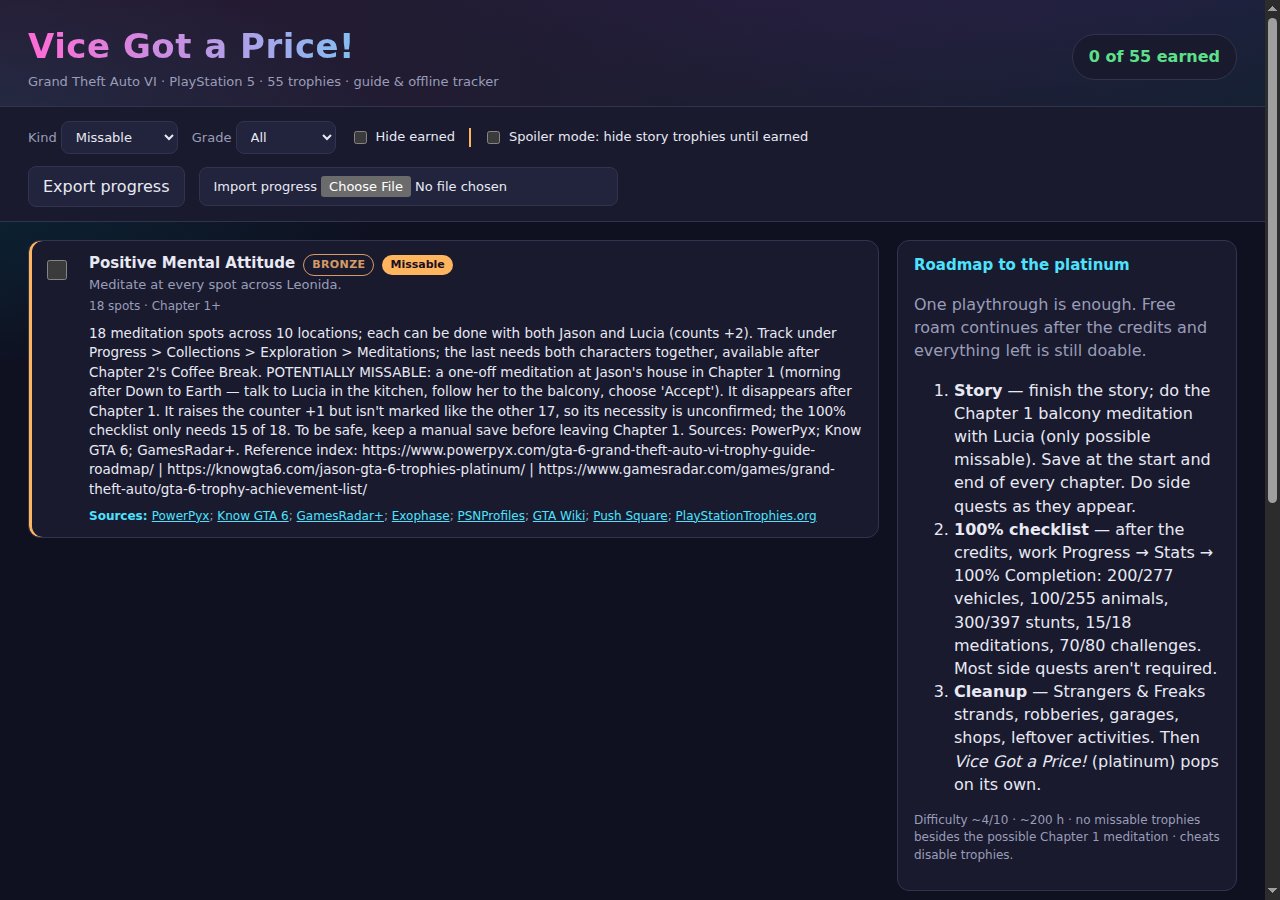 Vice Got a Price!
Grand Theft Auto VI · PlayStation 5 · 55 trophies · guide & offline tracker
0 of 55 earned
Kind Missable Grade All Hide earned Spoiler mode: hide story trophies until earned
Export progress Import progress Choose File No file chosen
Positive Mental Attitude BRONZE Missable
Meditate at every spot across Leonida.
18 spots · Chapter 1+
18 meditation spots across 10 locations; each can be done with both Jason and Lucia (counts +2). Track under
Progress > Collections > Exploration > Meditations; the last needs both characters together, available after
Chapter 2's Coffee Break. POTENTIALLY MISSABLE: a one-off meditation at Jason's house in Chapter 1 (morning
after Down to Earth — talk to Lucia in the kitchen, follow her to the balcony, choose 'Accept'). It disappears after
Chapter 1. It raises the counter +1 but isn't marked like the other 17, so its necessity is unconfirmed; the 100%
checklist only needs 15 of 18. To be safe, keep a manual save before leaving Chapter 1. Sources: PowerPyx; Know
GTA 6; GamesRadar+. Reference index: https://www.powerpyx.com/gta-6-grand-theft-auto-vi-trophy-guide-
roadmap/ | https://knowgta6.com/jason-gta-6-trophies-platinum/ | https://www.gamesradar.com/games/grand-
theft-auto/gta-6-trophy-achievement-list/
Sources: PowerPyx; Know GTA 6; GamesRadar+; Exophase; PSNProfiles; GTA Wiki; Push Square; PlayStationTrophies.org
Roadmap to the platinum
One playthrough is enough. Free
roam continues after the credits and
everything left is still doable.
1. Story — finish the story; do the
Chapter 1 balcony meditation
with Lucia (only possible
missable). Save at the start and
end of every chapter. Do side
quests as they appear.
2. 100% checklist — after the
credits, work Progress → Stats →
100% Completion: 200/277
vehicles, 100/255 animals,
300/397 stunts, 15/18
meditations, 70/80 challenges.
Most side quests aren't required.
3. Cleanup — Strangers & Freaks
strands, robberies, garages,
shops, leftover activities. Then
Vice Got a Price! (platinum) pops
on its own.
Difficulty ~4/10 · ~200 h · no missable trophies
besides the possible Chapter 1 meditation · cheats
disable trophies.